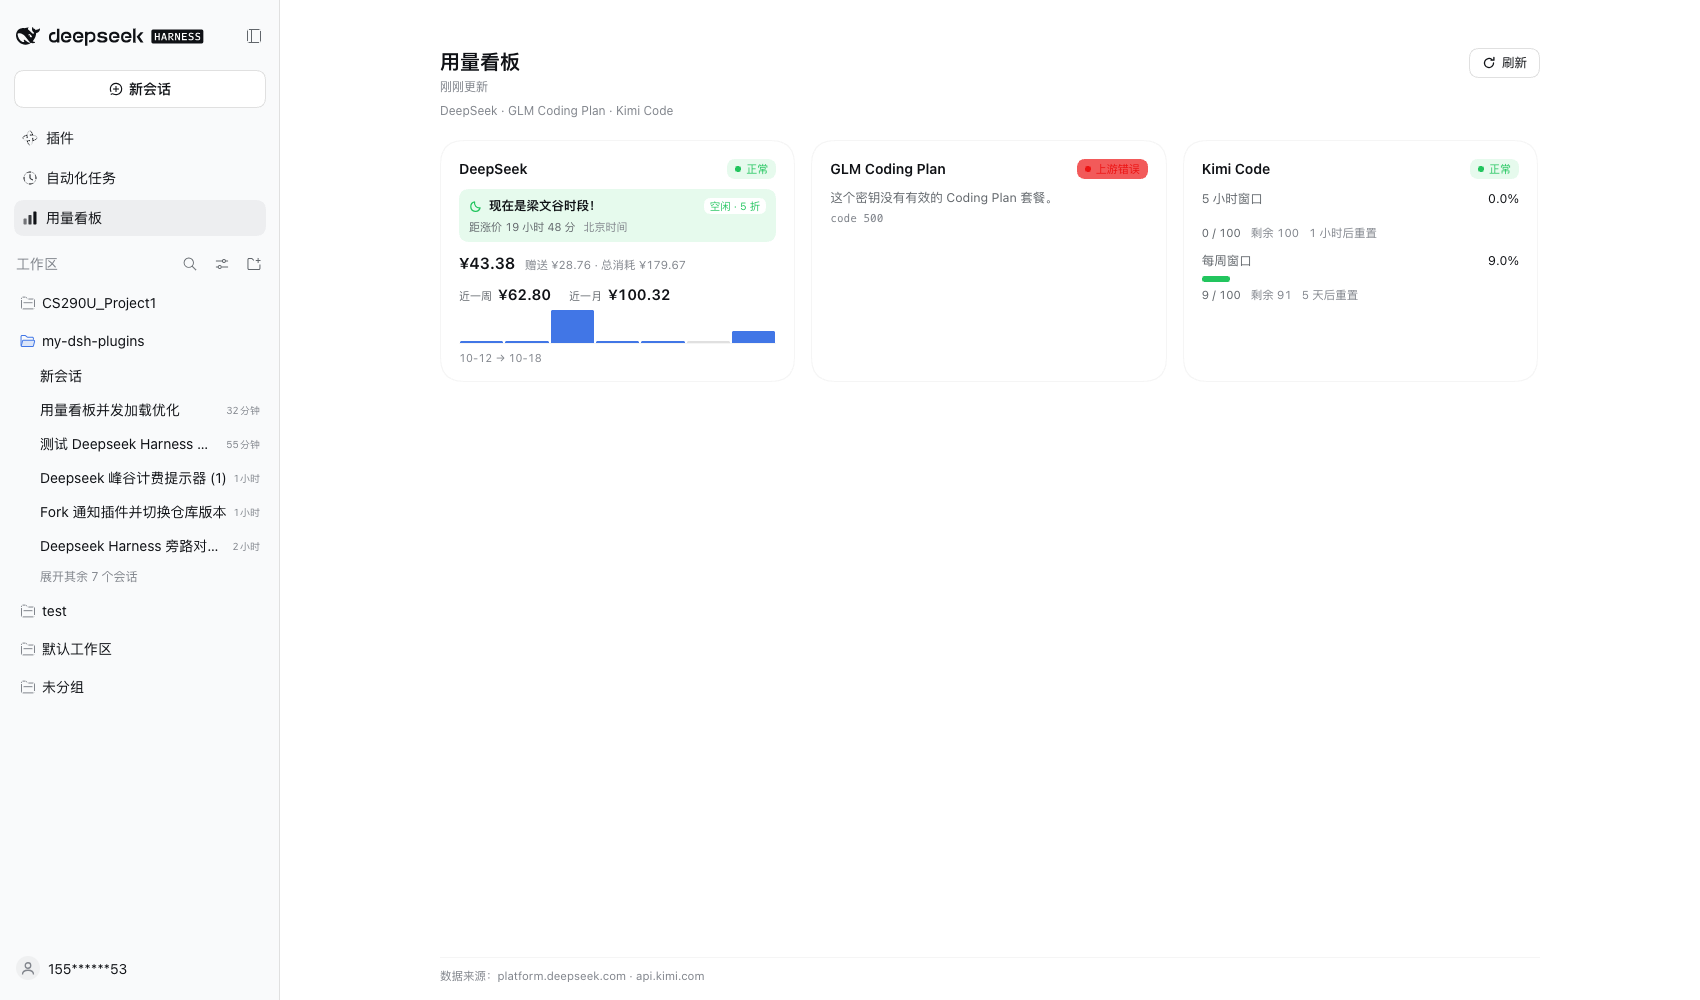 deepseek HARNESS
新会话
插件
自动化任务
用量看板
工作区
CS290U_Project1
my-dsh-plugins
新会话
用量看板并发加载优化 32分钟
测试 Deepseek Harness ... 55分钟
Deepseek 峰谷计费提示器 (1) 1小时
Fork 通知插件并切换仓库版本 1小时
Deepseek Harness 旁路对... 2小时
展开其余 7 个会话
test
默认工作区
未分组
155******53
用量看板
刷新
刚刚更新
DeepSeek · GLM Coding Plan · Kimi Code
DeepSeek 正常
现在是梁文谷时段! 空闲 · 5 折
距涨价 19 小时 48 分 北京时间
¥43.38 赠送 ¥28.76 · 总消耗 ¥179.67
近一周 ¥62.80 近一月 ¥100.32
10-12 → 10-18
GLM Coding Plan 上游错误
这个密钥没有有效的 Coding Plan 套餐。
code 500
Kimi Code 正常
5 小时窗口 0.0%
0 / 100 剩余 100 1 小时后重置
每周窗口 9.0%
9 / 100 剩余 91 5 天后重置
数据来源：platform.deepseek.com · api.kimi.com